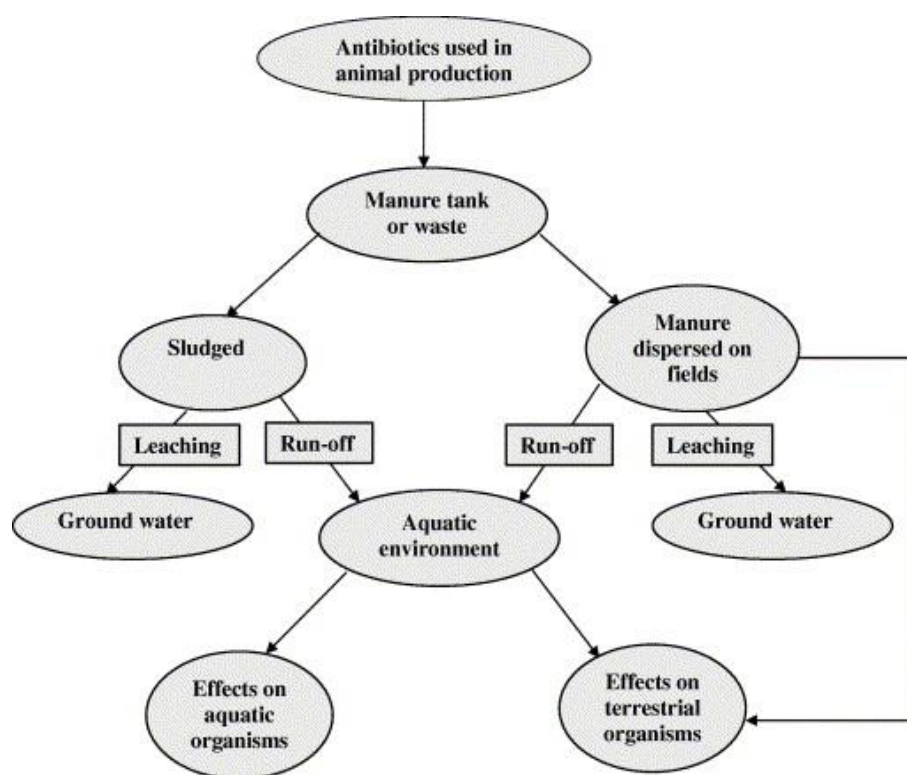 Antibiotics used in
animal production
Manure tank
or waste
Sludged
Manure
dispersed on
fields
Leaching
Run-off
Run-off
Leaching
Ground water
Aquatic
environment
Ground water
Effects on
aquatic
organisms
Effects on
terrestrial
organisms